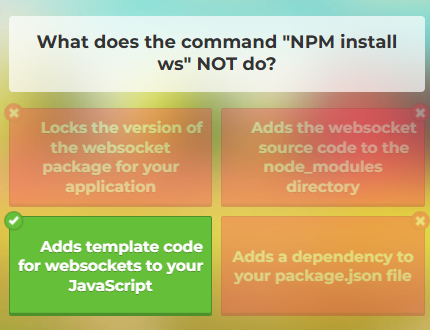 What does the command "NPM install
ws" NOT do?
Locks the version of
the websocket
package for your
application
Adds the websocket
source code to the
node_modules
directory
Adds template code
for websockets to your
JavaScript
Adds a dependency to
your package.json file